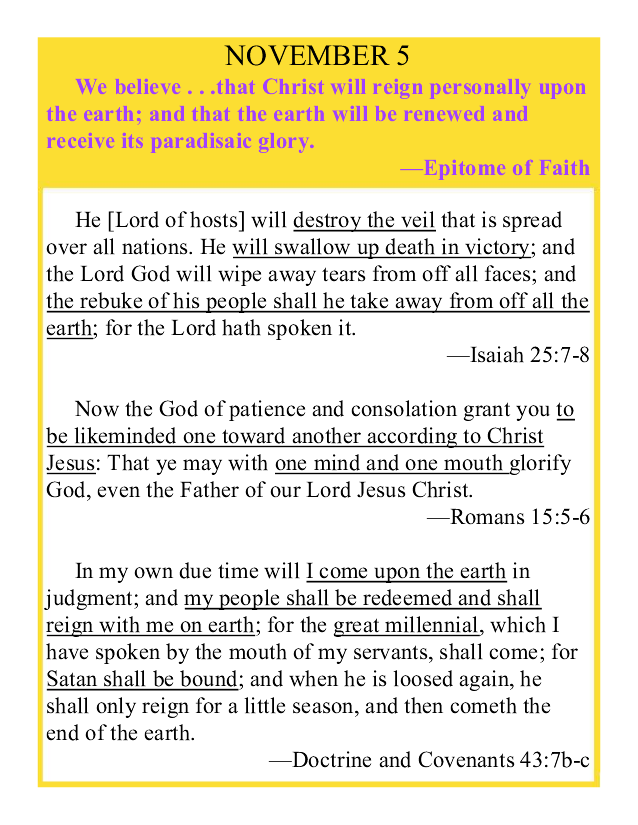 NOVEMBER 5
We believe . . .that Christ will reign personally upon
the earth; and that the earth will be renewed and
receive its paradisaic glory.
—Epitome of Faith
He [Lord of hosts] will destroy the veil that is spread
over all nations. He will swallow up death in victory; and
the Lord God will wipe away tears from off all faces; and
the rebuke of his people shall he take away from off all the
earth; for the Lord hath spoken it.
—Isaiah 25:7-8
Now the God of patience and consolation grant you to
be likeminded one toward another according to Christ
Jesus: That ye may with one mind and one mouth glorify
God, even the Father of our Lord Jesus Christ.
—Romans 15:5-6
In my own due time will I come upon the earth in
judgment; and my people shall be redeemed and shall
reign with me on earth; for the great millennial, which I
have spoken by the mouth of my servants, shall come; for
Satan shall be bound; and when he is loosed again, he
shall only reign for a little season, and then cometh the
end of the earth.
—Doctrine and Covenants 43:7b-c